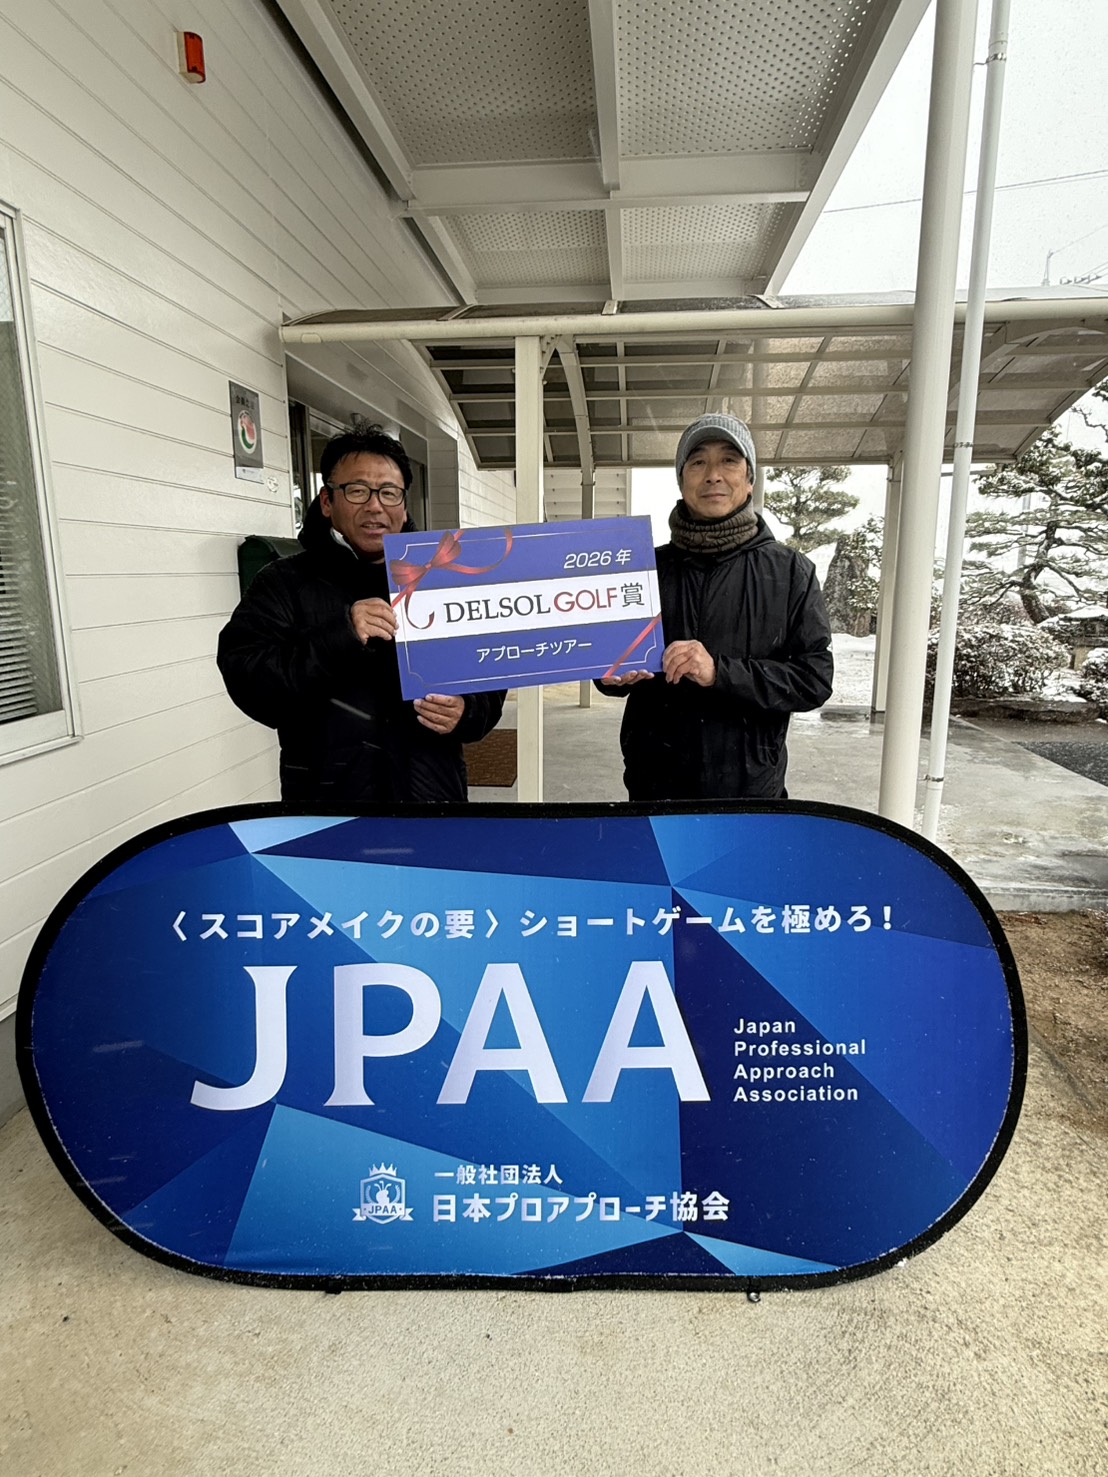 2026年
DELSOL GOLF賞
アプローチツアー
〈スコアメイクの要〉ショートゲームを極めろ！
JPAA
Japan
Professional
Approach
Association
JPAA
一般社団法人
日本プロアプローチ協会